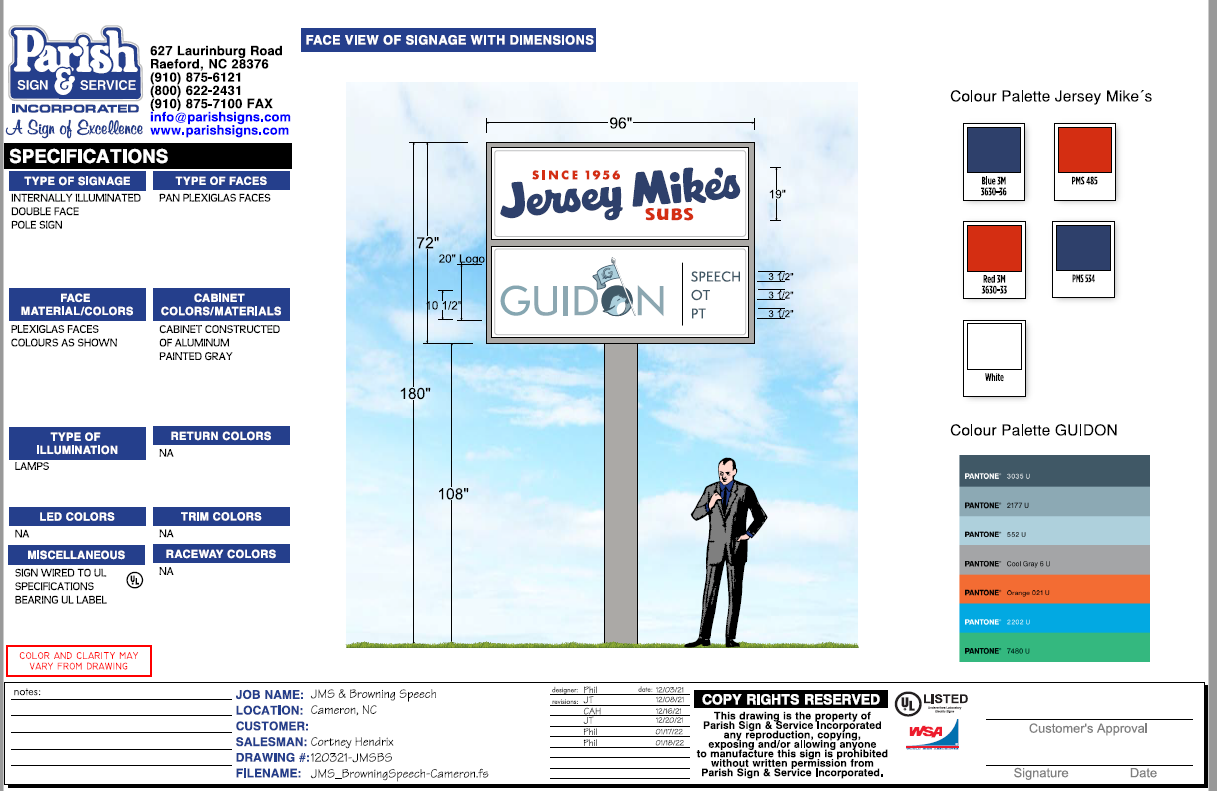 Parish
SIGN & SERVICE
INCORPORATED
A Sign of Excellence
627 Laurinburg Road
Raeford, NC 28376
(910) 875-6121
(800) 622-2431
(910) 875-7100 FAX
info@parishsigns.com
www.parishsigns.com
SPECIFICATIONS
TYPE OF SIGNAGE
INTERNALLY ILLUMINATED
DOUBLE FACE
POLE SIGN
TYPE OF FACES
PAN PLEXIGLAS FACES
FACE
MATERIAL/COLORS
PLEXIGLAS FACES
COLOURS AS SHOWN
CABINET
COLORS/MATERIALS
CABINET CONSTRUCTED
OF ALUMINUM
PAINTED GRAY
TYPE OF
ILLUMINATION
LAMPS
RETURN COLORS
NA
LED COLORS
NA
TRIM COLORS
NA
MISCELLANEOUS
SIGN WIRED TO UL
SPECIFICATIONS
BEARING UL LABEL
UL
RACEWAY COLORS
NA
COLOR AND CLARITY MAY
VARY FROM DRAWING
FACE VIEW OF SIGNAGE WITH DIMENSIONS
96"
SINCE 1956
Jersey Mike's
SUBS
19"
72"
20" Logo
10 1/2"
G
GUIDON
SPEECH
OT
PT
3 1/2"
3 1/2"
3 1/2"
180"
108"
Colour Palette Jersey Mike´s
Blue 3M
3630-36
PMS 485
Red 3M
3630-33
PMS 534
White
Colour Palette GUIDON
PANTONE® 3035 U
PANTONE® 2177 U
PANTONE® 552 U
PANTONE® Cool Gray 6 U
PANTONE® Orange 021 U
PANTONE® 2202 U
PANTONE® 7480 U
notes:
JOB NAME: JMS & Browning Speech
LOCATION: Cameron, NC
CUSTOMER:
SALESMAN: Cortney Hendrix
DRAWING #:120321-JMSBS
FILENAME: JMS_BrowningSpeech-Cameron.fs
designer: Phil date: 12/03/21
revisions: JT 12/08/21
CAH 12/16/21
JT 12/20/21
Phil 01/17/22
Phil 01/18/22
COPY RIGHTS RESERVED
This drawing is the property of
Parish Sign & Service Incorporated
any reproduction, copying,
exposing and/or allowing anyone
to manufacture this sign is prohibited
without written permission from
Parish Sign & Service Incorporated.
UL LISTED
WSA
Customer's Approval
Signature Date